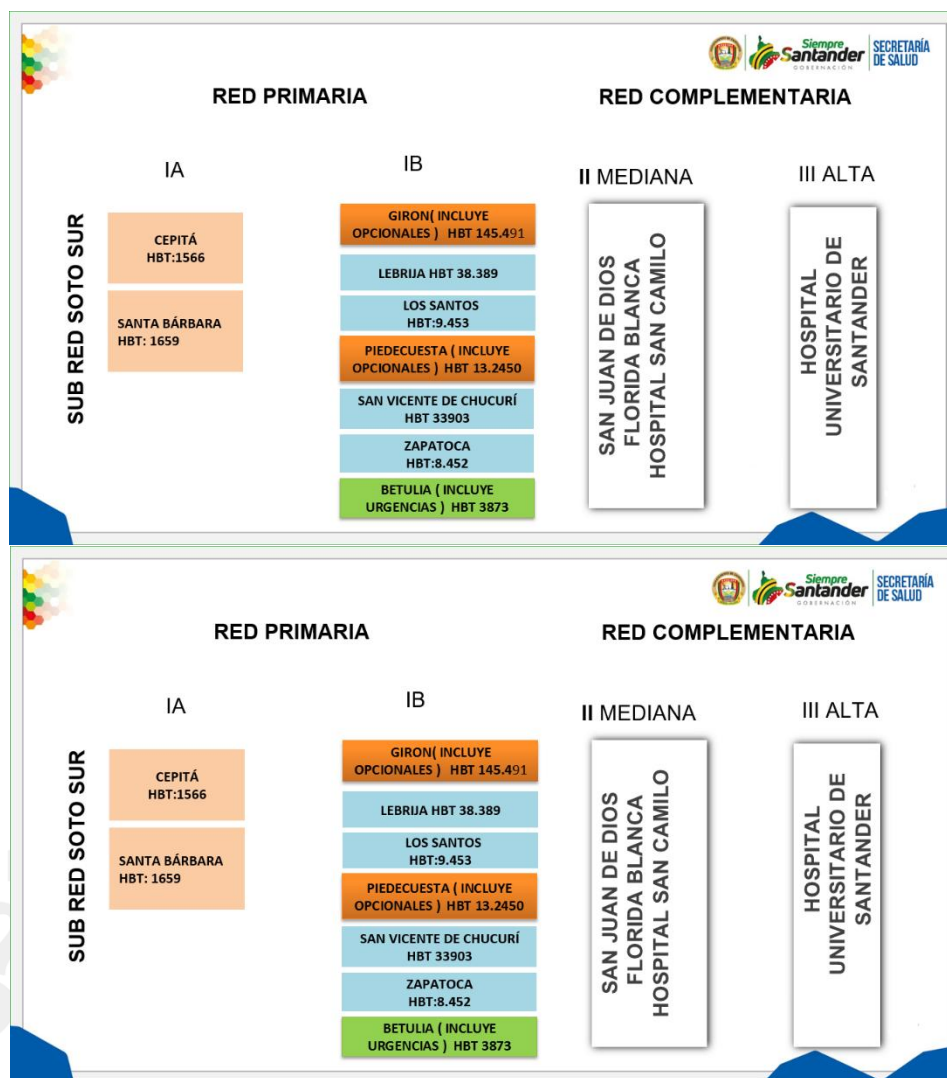 Siempre
Santander
GOBERNACIÓN
SECRETARÍA
DE SALUD
RED PRIMARIA
RED COMPLEMENTARIA
IA
IB
II MEDIANA
III ALTA
SUB RED SOTO SUR
CEPITÁ
HBT:1566
SANTA BÁRBARA
HBT: 1659
GIRON( INCLUYE
OPCIONALES ) HBT 145.491
LEBRIJA HBT 38.389
LOS SANTOS
HBT:9.453
PIEDECUESTA ( INCLUYE
OPCIONALES ) HBT 13.2450
SAN VICENTE DE CHUCURÍ
HBT 33903
ZAPATOCA
HBT:8.452
BETULIA ( INCLUYE
URGENCIAS ) HBT 3873
SAN JUAN DE DIOS
FLORIDA BLANCA
HOSPITAL SAN CAMILO
HOSPITAL
UNIVERSITARIO DE
SANTANDER
Siempre
Santander
GOBERNACIÓN
SECRETARÍA
DE SALUD
RED PRIMARIA
RED COMPLEMENTARIA
IA
IB
II MEDIANA
III ALTA
SUB RED SOTO SUR
CEPITÁ
HBT:1566
SANTA BÁRBARA
HBT: 1659
GIRON( INCLUYE
OPCIONALES ) HBT 145.491
LEBRIJA HBT 38.389
LOS SANTOS
HBT:9.453
PIEDECUESTA ( INCLUYE
OPCIONALES ) HBT 13.2450
SAN VICENTE DE CHUCURÍ
HBT 33903
ZAPATOCA
HBT:8.452
BETULIA ( INCLUYE
URGENCIAS ) HBT 3873
SAN JUAN DE DIOS
FLORIDA BLANCA
HOSPITAL SAN CAMILO
HOSPITAL
UNIVERSITARIO DE
SANTANDER